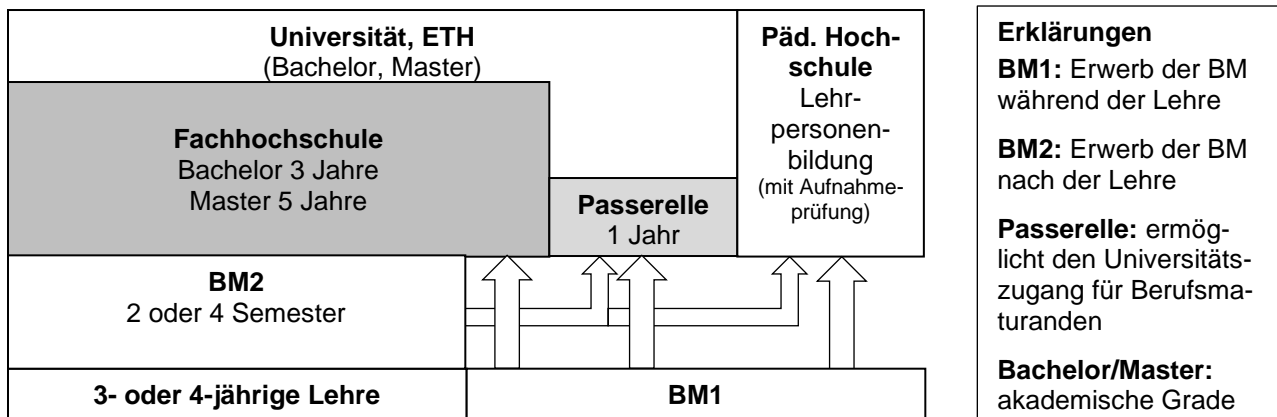 Universität, ETH
(Bachelor, Master)
Päd. Hoch-
schule
Lehr-
personen-
bildung
(mit Aufnahme-
prüfung)
Fachhochschule
Bachelor 3 Jahre
Master 5 Jahre
Passerelle
1 Jahr
BM2
2 oder 4 Semester
3- oder 4-jährige Lehre
BM1
Erklärungen
BM1: Erwerb der BM
während der Lehre
BM2: Erwerb der BM
nach der Lehre
Passerelle: ermög-
licht den Universitäts-
zugang für Berufsma-
turanden
Bachelor/Master:
akademische Grade